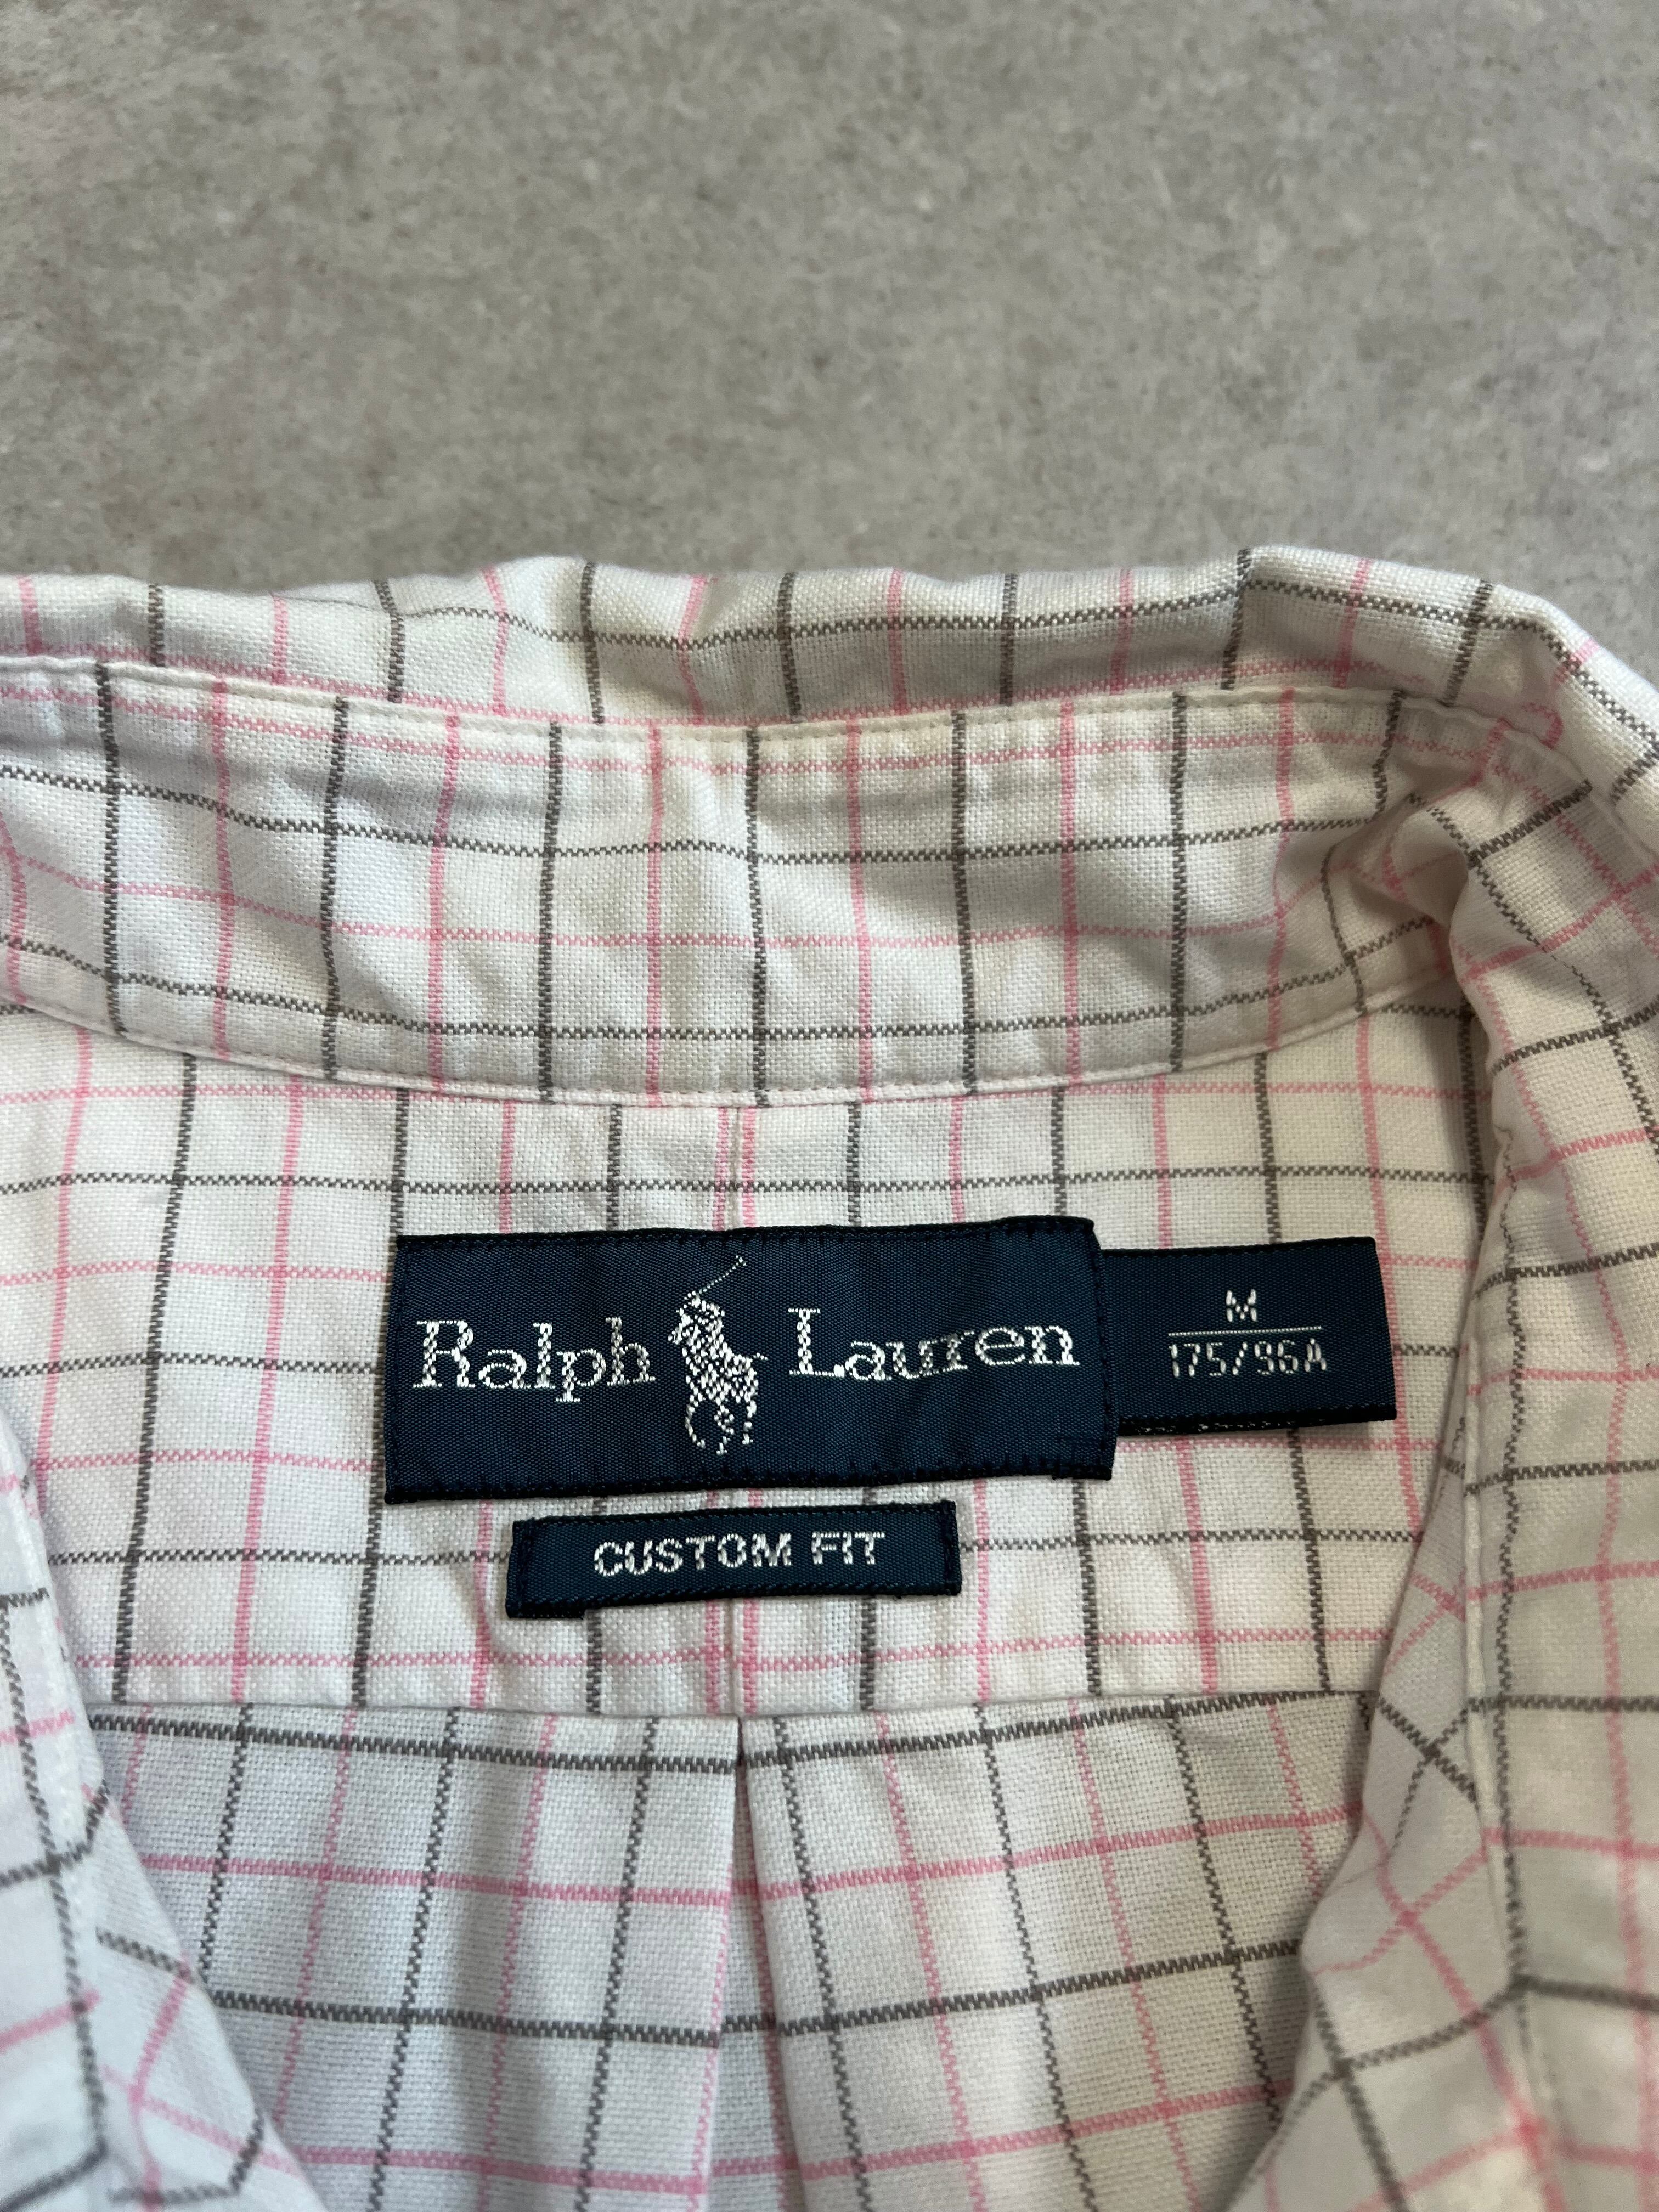 Ralph Lauren
M
175/96A
CUSTOM FIT